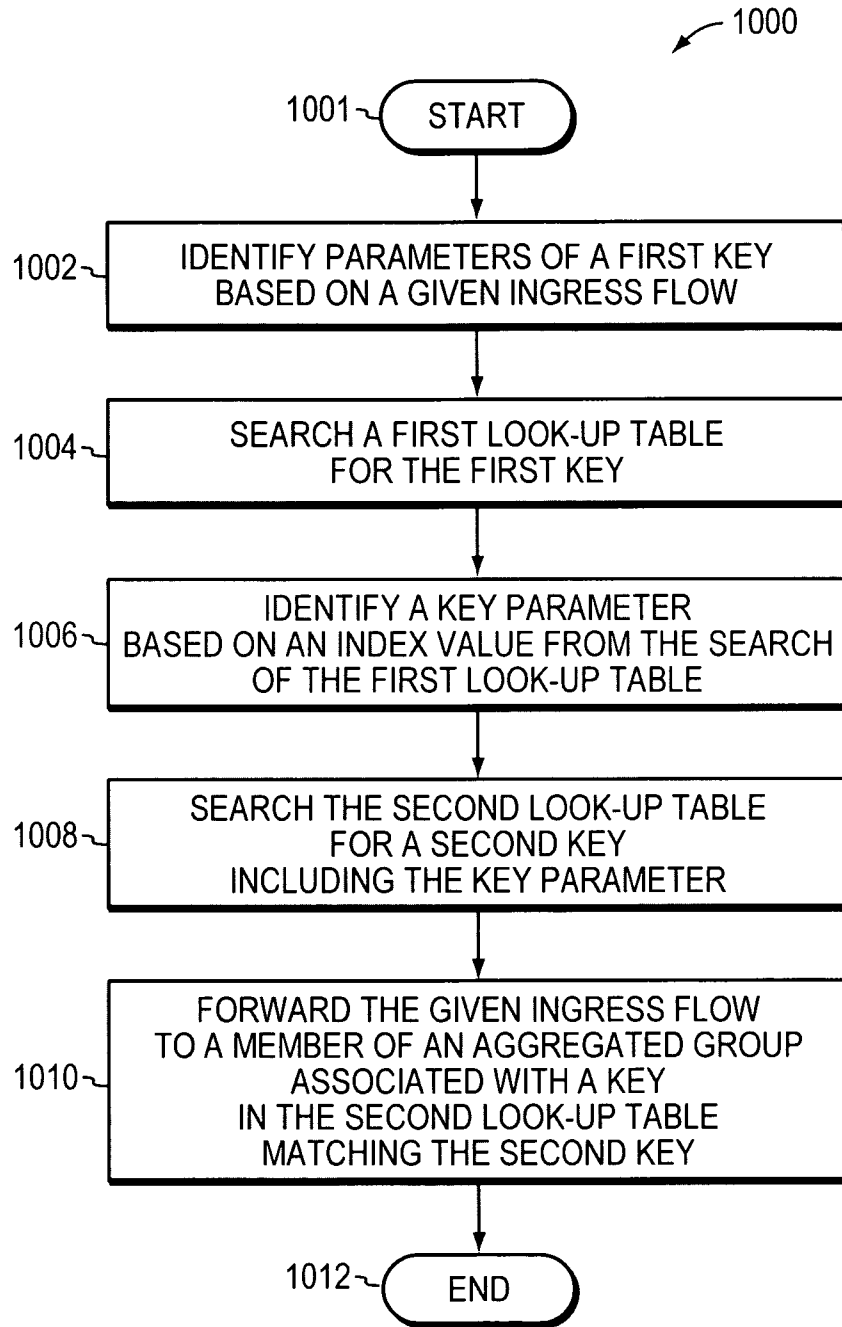 1000
1001
START
1002
IDENTIFY PARAMETERS OF A FIRST KEY
BASED ON A GIVEN INGRESS FLOW
1004
SEARCH A FIRST LOOK-UP TABLE
FOR THE FIRST KEY
1006
IDENTIFY A KEY PARAMETER
BASED ON AN INDEX VALUE FROM THE SEARCH
OF THE FIRST LOOK-UP TABLE
1008
SEARCH THE SECOND LOOK-UP TABLE
FOR A SECOND KEY
INCLUDING THE KEY PARAMETER
1010
FORWARD THE GIVEN INGRESS FLOW
TO A MEMBER OF AN AGGREGATED GROUP
ASSOCIATED WITH A KEY
IN THE SECOND LOOK-UP TABLE
MATCHING THE SECOND KEY
1012
END